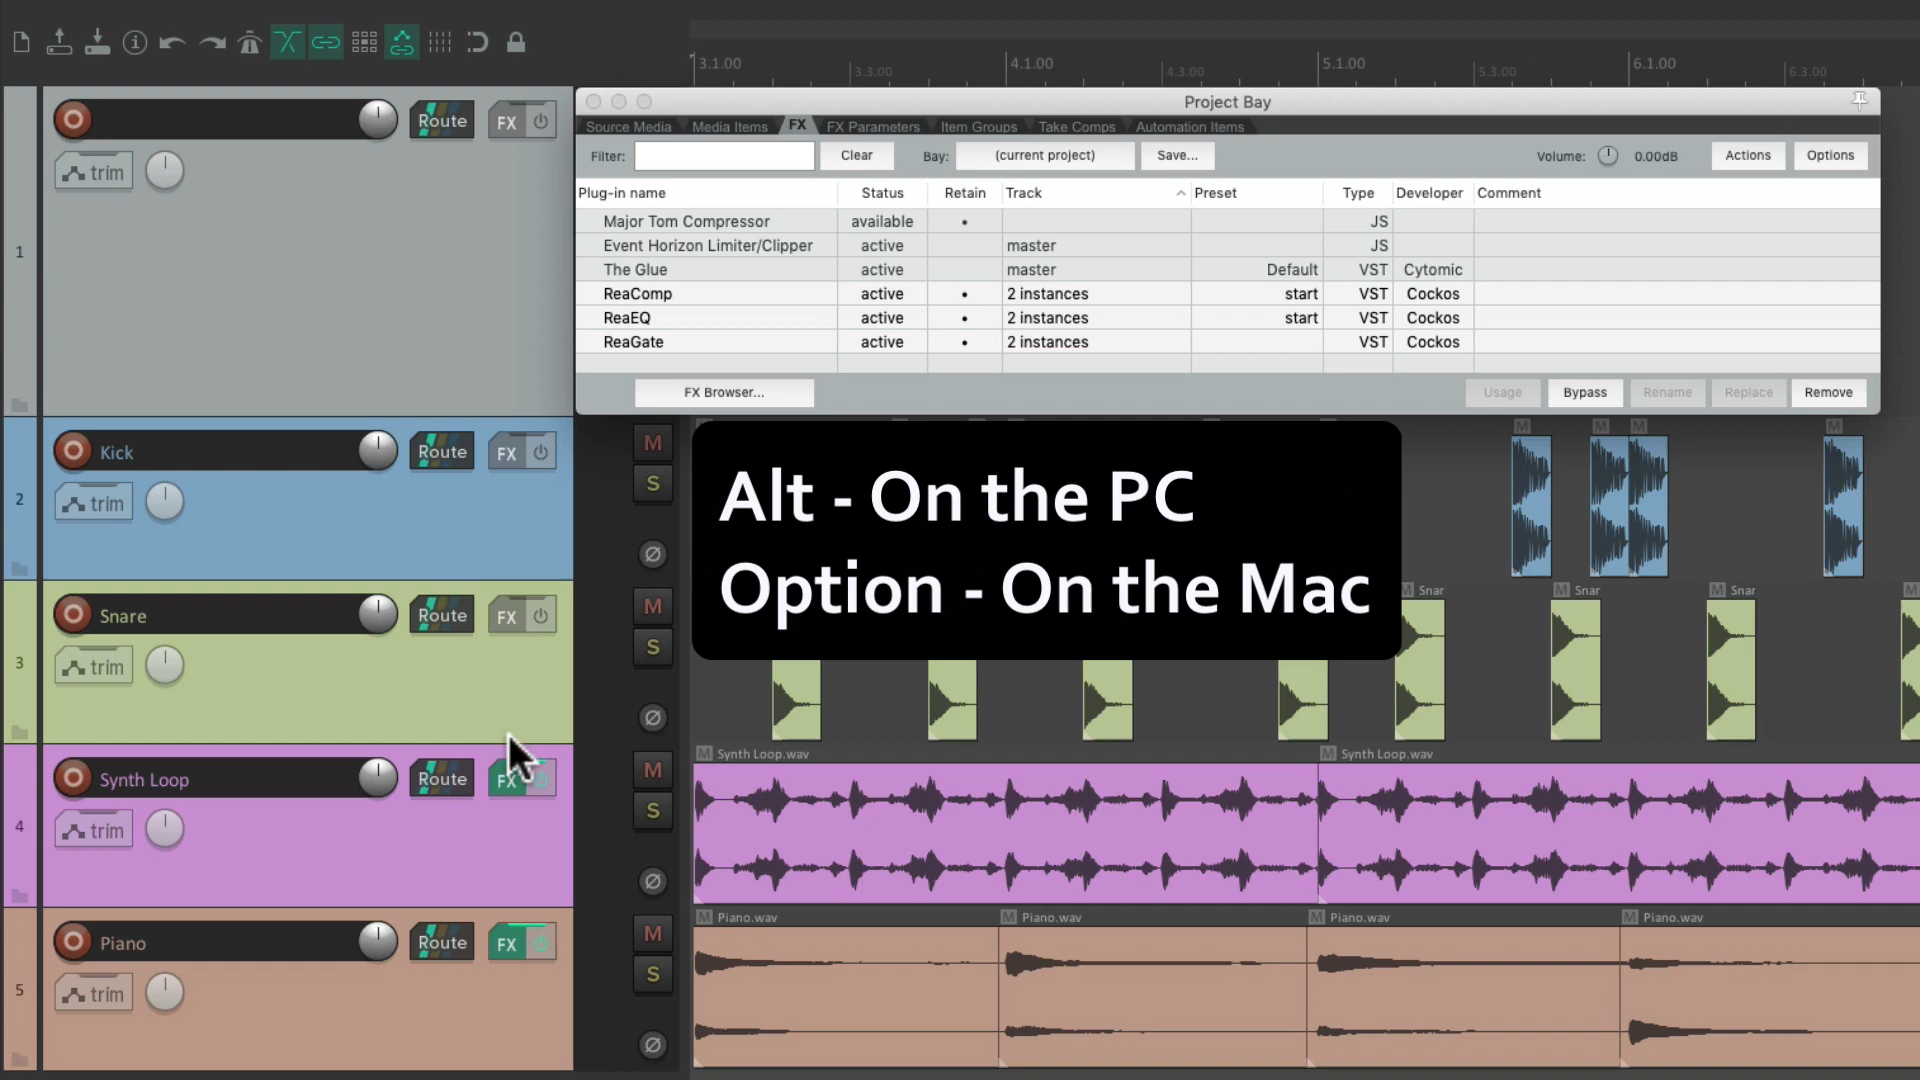 3.1.00 3.3.00 4.1.00 4.3.00 5.1.00 5.3.00 6.1.00 6.3.00
Project Bay
Source Media Media Items FX FX Parameters Item Groups Take Comps Automation Items
Filter: Clear Bay: (current project) Save... Volume: 0.00dB Actions Options
Plug-in name Status Retain Track Preset Type Developer Comment
Major Tom Compressor available • JS
Event Horizon Limiter/Clipper active master JS
The Glue active master Default VST Cytomic
ReaComp active • 2 instances start VST Cockos
ReaEQ active • 2 instances start VST Cockos
ReaGate active • 2 instances VST Cockos
FX Browser... Usage Bypass Rename Replace Remove
Route FX
trim
1
Kick Route FX M
trim S
2
Alt - On the PC
Option - On the Mac
M M M M
Snare Route FX M
trim S
3
M Snar M Snar M Snar M
Synth Loop Route FX M
trim S
4
M Synth Loop.wav M Synth Loop.wav
Piano Route FX M
trim S
5
M Piano.wav M Piano.wav M Piano.wav M Piano.wav